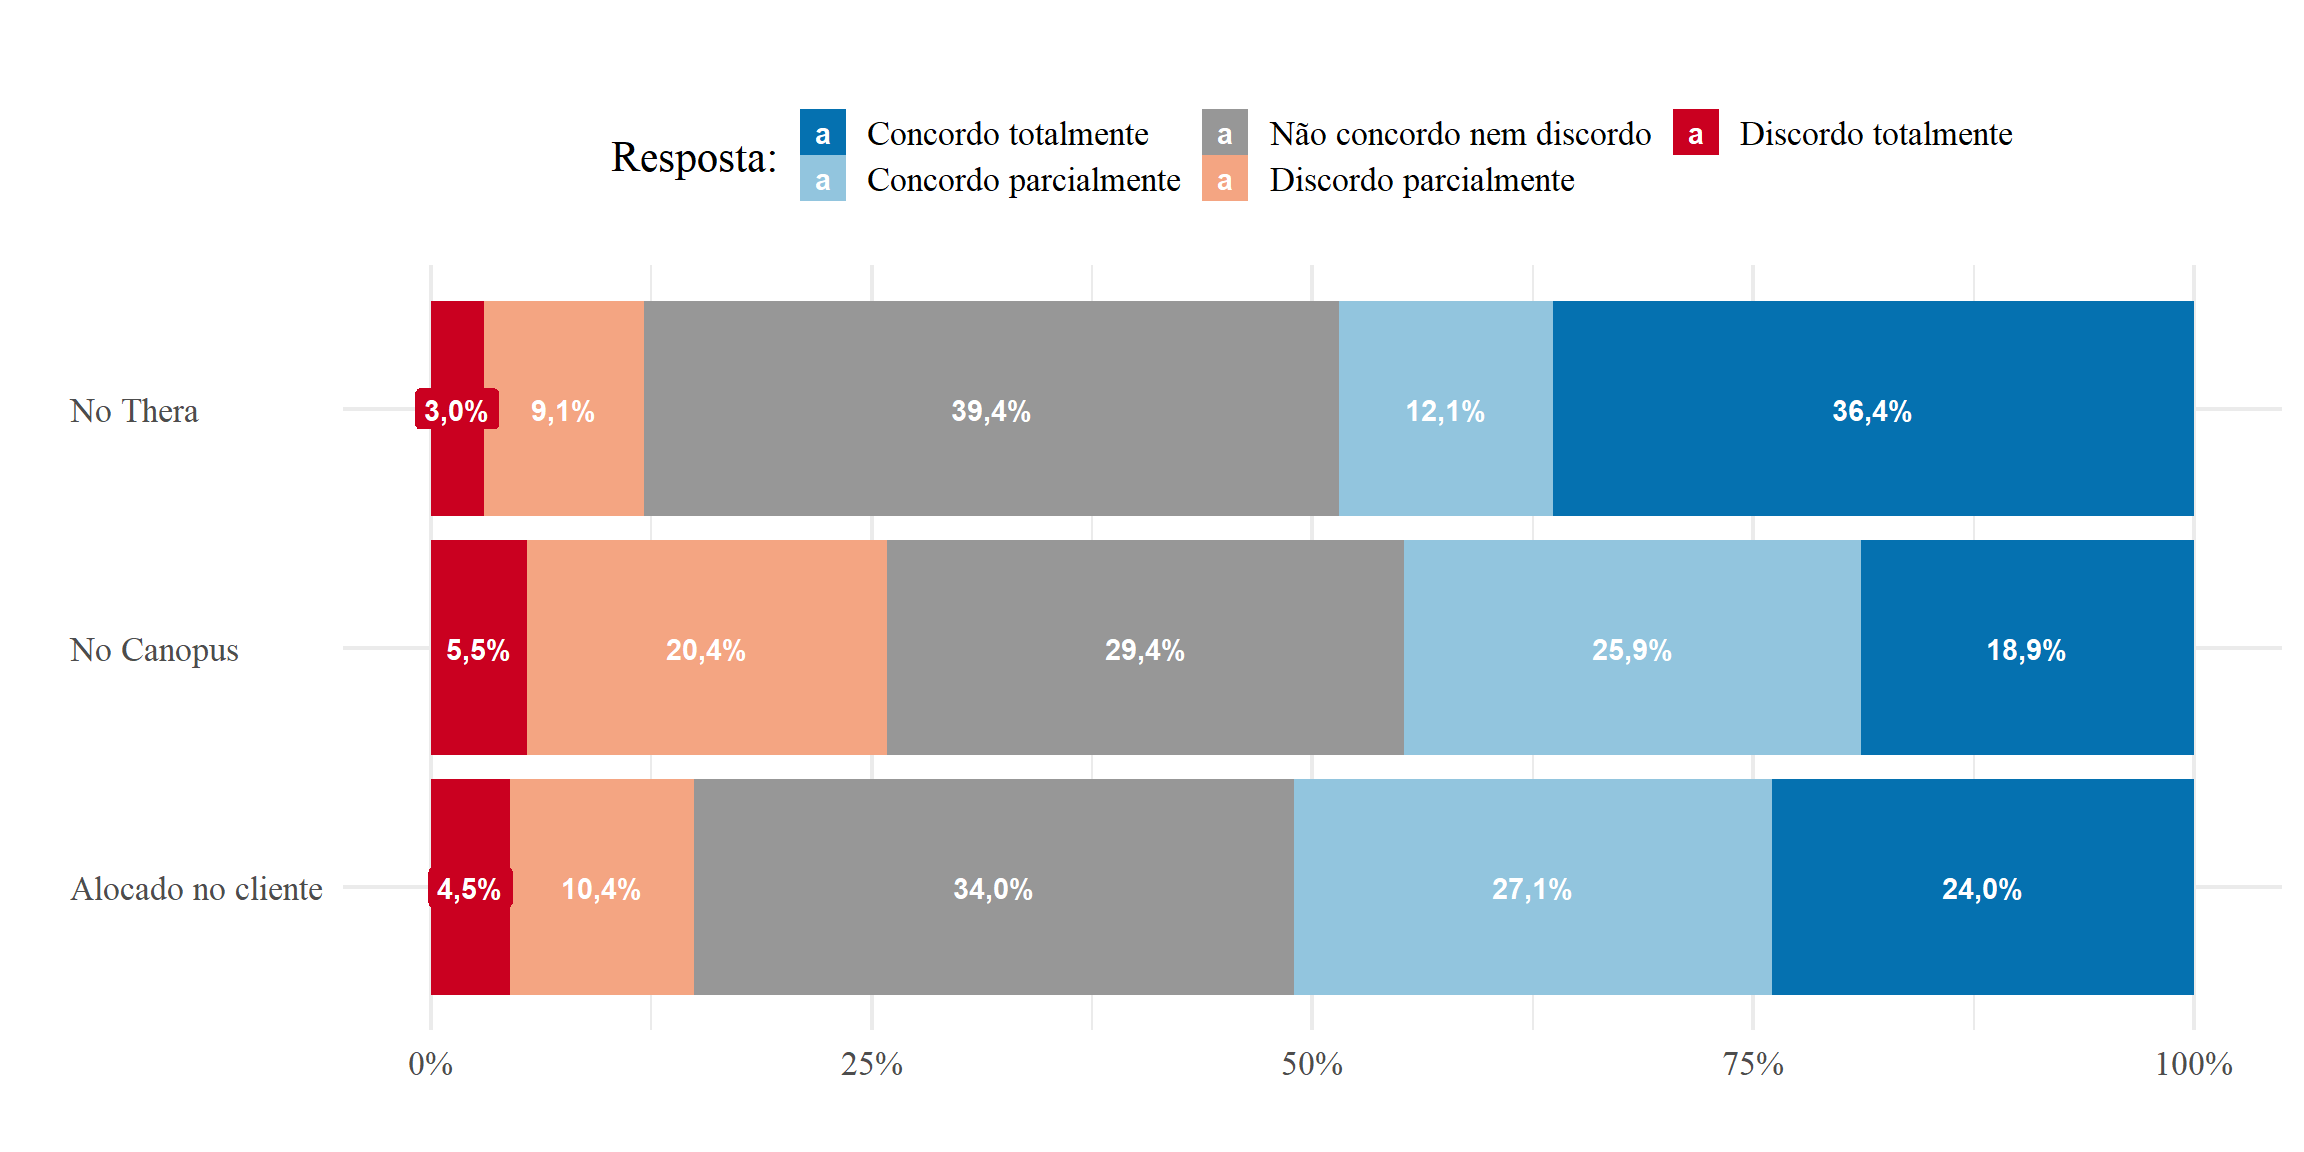 Resposta:
a Concordo totalmente a Não concordo nem discordo a Discordo totalmente
a Concordo parcialmente a Discordo parcialmente
No Thera 3,0% 9,1% 39,4% 12,1% 36,4%
No Canopus 5,5% 20,4% 29,4% 25,9% 18,9%
Alocado no cliente 4,5% 10,4% 34,0% 27,1% 24,0%
0% 25% 50% 75% 100%